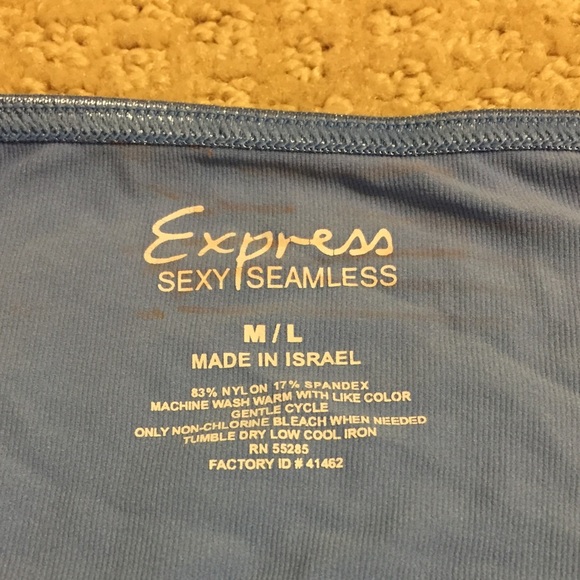 Express
SEXY SEAMLESS
M/L
MADE IN ISRAEL
83% NYLON 17% SPANDEX
MACHINE WASH WARM WITH LIKE COLOR
GENTLE CYCLE
ONLY NON-CHLORINE BLEACH WHEN NEEDED
TUMBLE DRY LOW COOL IRON
RN 55285
FACTORY ID # 41462